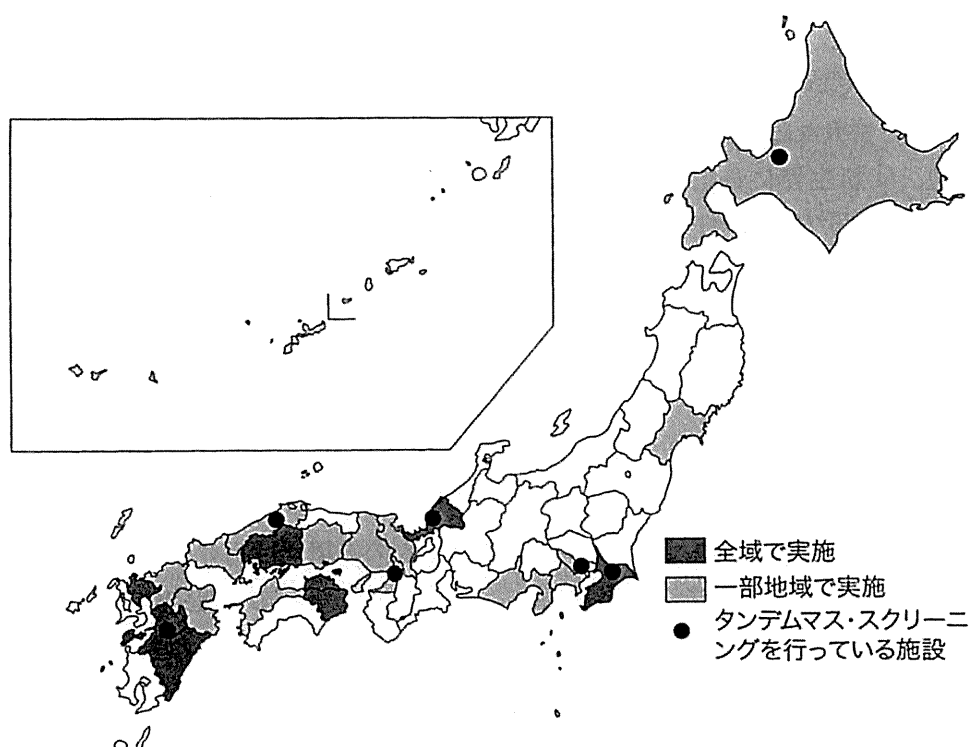 全域で実施
一部地域で実施
タンデムマス・スクリーニ
ングを行っている施設